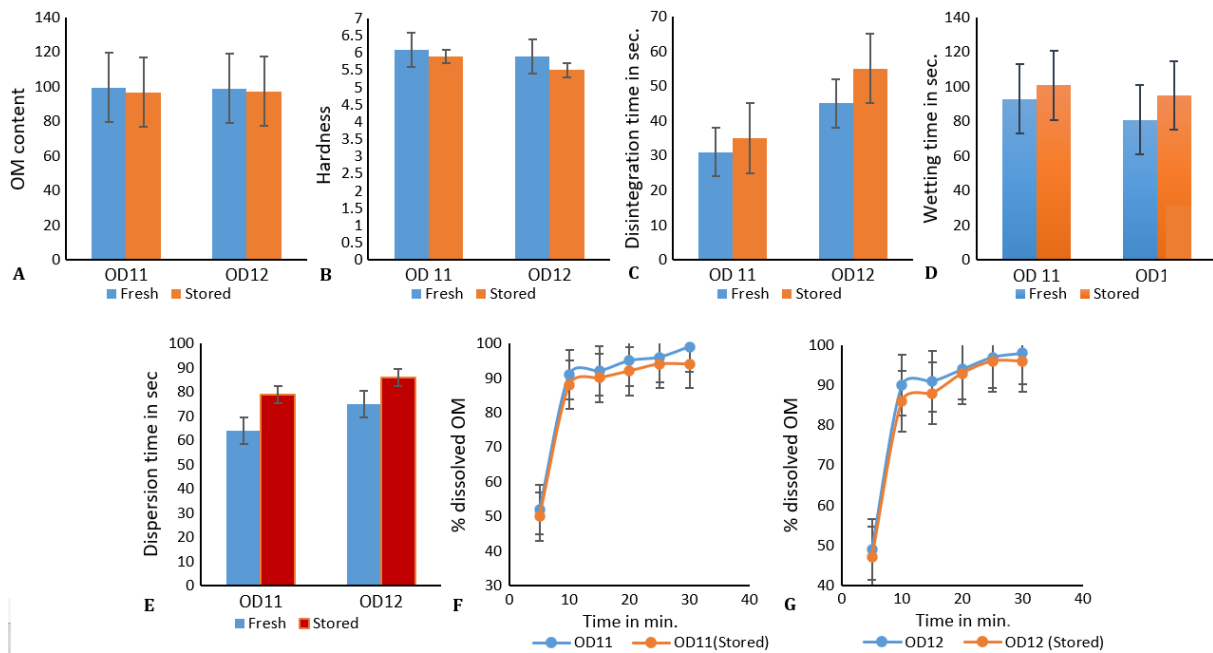 140
120
100
80
60
40
20
0
OM content
OD11 OD12
A
Fresh Stored
7
6.5
6
5.5
5
4.5
4
3.5
3
2.5
2
1.5
1
0.5
0
Hardness
OD 11 OD12
B
Fresh Stored
70
60
50
40
30
20
10
0
Disintegration time in sec.
OD 11 OD12
C
Fresh Stored
140
120
100
80
60
40
20
0
Wetting time in sec.
OD 11 OD1
D
Fresh Stored
100
90
80
70
60
50
40
30
20
10
0
Dispersion time in sec
OD11 OD12
E
Fresh Stored
100
90
80
70
60
50
40
30
% dissolved OM
0 10 20 30 40
F
Time in min.
OD11 OD11(Stored)
100
90
80
70
60
50
40
% dissolved OM
0 10 20 30 40
G
Time in min.
OD12 OD12 (Stored)